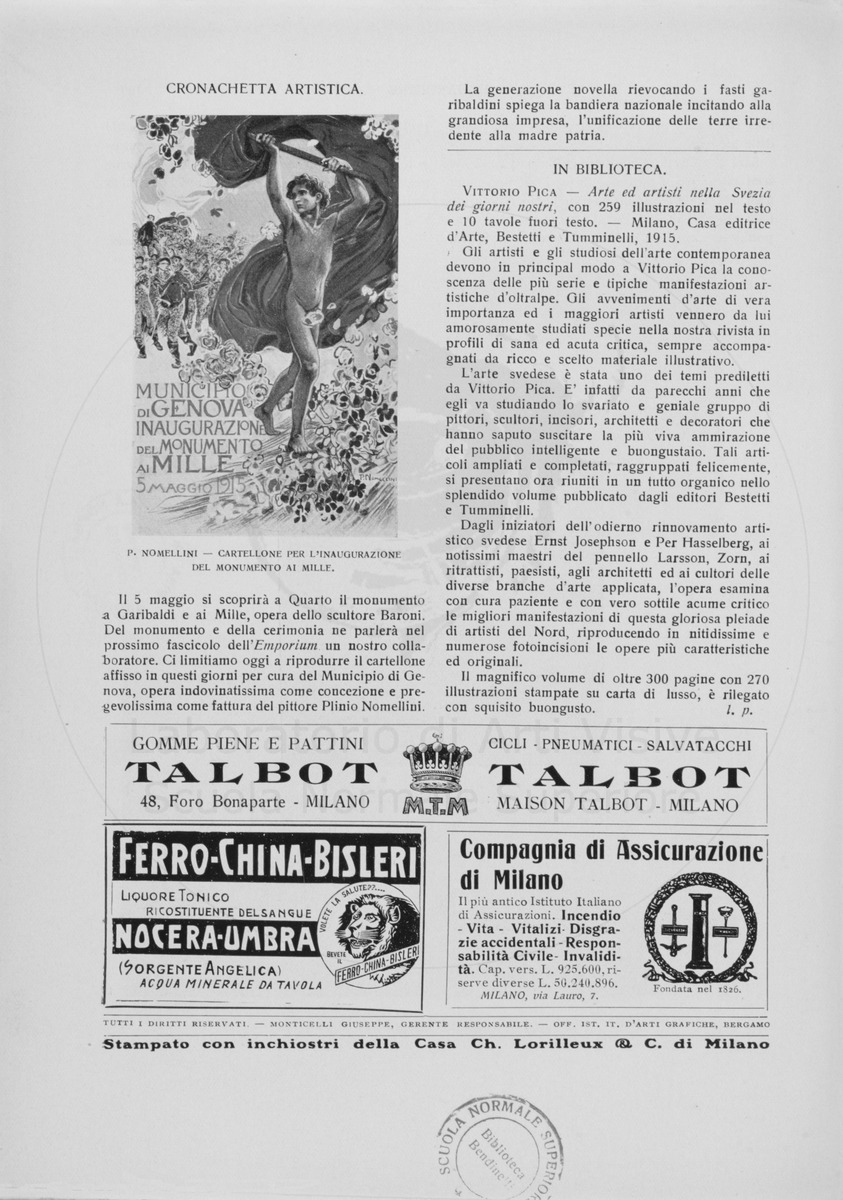 CRONACHETTA ARTISTICA.
MUNICIPIO
DI GENOVA
INAUGURAZIONE
DEL MONUMENTO
AI MILLE
5 MAGGIO 1915
P. NOMELLINI
P. NOMELLINI — CARTELLONE PER L'INAUGURAZIONE
DEL MONUMENTO AI MILLE.
Il 5 maggio si scoprirà a Quarto il monumento
a Garibaldi e ai Mille, opera dello scultore Baroni.
Del monumento e della cerimonia ne parlerà nel
prossimo fascicolo dell'Emporium un nostro colla-
boratore. Ci limitiamo oggi a riprodurre il cartellone
affisso in questi giorni per cura del Municipio di Ge-
nova, opera indovinatissima come concezione e pre-
gevolissima come fattura del pittore Plinio Nomellini.
La generazione novella rievocando i fasti ga-
ribaldini spiega la bandiera nazionale incitando alla
grandiosa impresa, l'unificazione delle terre irre-
dente alla madre patria.
IN BIBLIOTECA.
VITTORIO PICA — Arte ed artisti nella Svezia
dei giorni nostri, con 259 illustrazioni nel testo
e 10 tavole fuori testo. — Milano, Casa editrice
d'Arte, Bestetti e Tumminelli, 1915.
Gli artisti e gli studiosi dell'arte contemporanea
devono in principal modo a Vittorio Pica la cono-
scenza delle più serie e tipiche manifestazioni ar-
tistiche d'oltralpe. Gli avvenimenti d'arte di vera
importanza ed i maggiori artisti vennero da lui
amorosamente studiati specie nella nostra rivista in
profili di sana ed acuta critica, sempre accompa-
gnati da ricco e scelto materiale illustrativo.
L'arte svedese è stata uno dei temi prediletti
da Vittorio Pica. E' infatti da parecchi anni che
egli va studiando lo svariato e geniale gruppo di
pittori, scultori, incisori, architetti e decoratori che
hanno saputo suscitare la più viva ammirazione
del pubblico intelligente e buongustaio. Tali arti-
coli ampliati e completati, raggruppati felicemente,
si presentano ora riuniti in un tutto organico nello
splendido volume pubblicato dagli editori Bestetti
e Tumminelli.
Dagli iniziatori dell'odierno rinnovamento arti-
stico svedese Ernst Josephson e Per Hasselberg, ai
notissimi maestri del pennello Larsson, Zorn, ai
ritrattisti, paesisti, agli architetti ed ai cultori delle
diverse branche d'arte applicata, l'opera esamina
con cura paziente e con vero sottile acume critico
le migliori manifestazioni di questa gloriosa pleiade
di artisti del Nord, riproducendo in nitidissime e
numerose fotoincisioni le opere più caratteristiche
ed originali.
Il magnifico volume di oltre 300 pagine con 270
illustrazioni stampate su carta di lusso, è rilegato
con squisito buongusto. l. p.
GOMME PIENE E PATTINI
TALBOT
48, Foro Bonaparte - MILANO
M.T.M
CICLI - PNEUMATICI - SALVATACCHI
TALBOT
MAISON TALBOT - MILANO
FERRO-CHINA-BISLERI
LIQUORE TONICO
RICOSTITUENTE DEL SANGUE
NOCERA-UMBRA
(SORGENTE ANGELICA)
ACQUA MINERALE DA TAVOLA
VOLETE LA SALUTE??....
BEVETE IL
FERRO-CHINA-BISLERI
Compagnia di Assicurazione
di Milano
Il più antico Istituto Italiano
di Assicurazioni. Incendio
- Vita - Vitalizi- Disgra-
zie accidentali - Respon-
sabilità Civile- Invalidi-
tà. Cap. vers. L. 925.600, ri-
serve diverse L. 50.240.896.
MILANO, via Lauro, 7.
Fondata nel 1826.
TUTTI I DIRITTI RISERVATI. — MONTICELLI GIUSEPPE, GERENTE RESPONSABILE. — OFF. IST. IT. D'ARTI GRAFICHE, BERGAMO
Stampato con inchiostri della Casa Ch. Lorilleux & C. di Milano
SCUOLA NORMALE SUPERIOR
Biblioteca